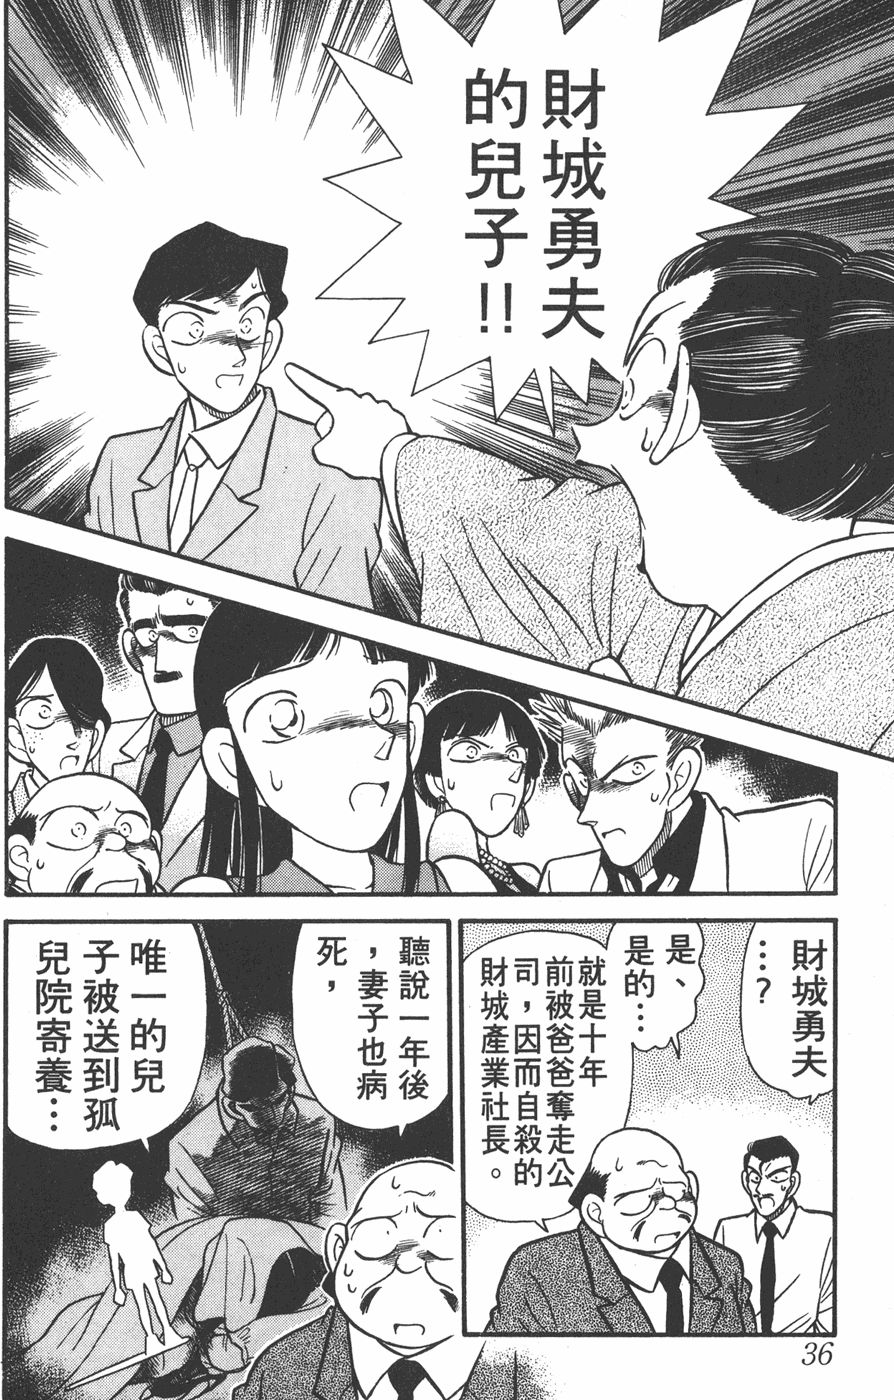 財城勇夫
的兒子!!
財城勇夫
…？
是、
是的…
就是十年
前被爸爸奪走公
司，因而自殺的
財城產業社長。
聽說一年後
，妻子也病
死，
唯一的兒
子被送到孤
兒院寄養…
36